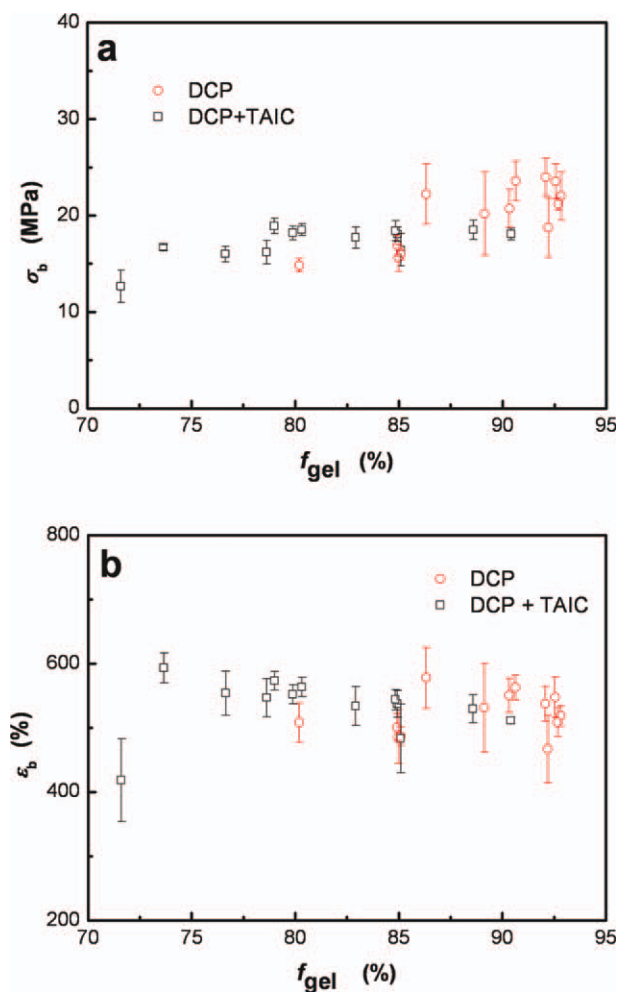 a
40
30
20
10
0
σb (MPa)
DCP
DCP+TAIC
70 75 80 85 90 95
fgel (%)
b
800
600
400
200
εb (%)
DCP
DCP + TAIC
70 75 80 85 90 95
fgel (%)